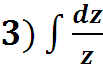 3) ∫ dz/z